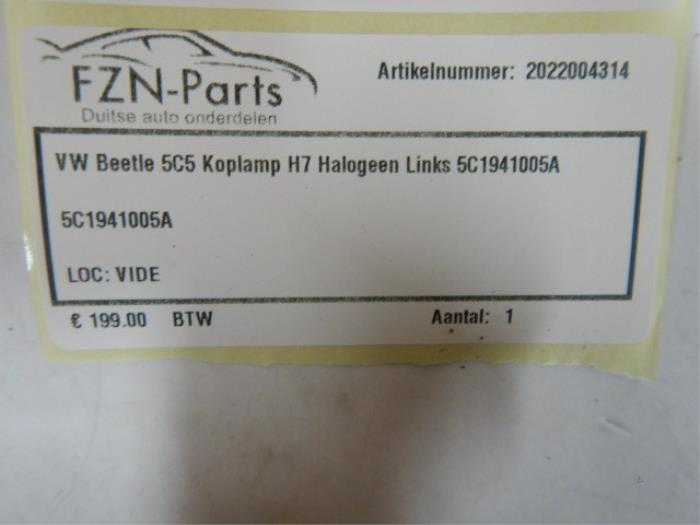 FZN-Parts
Duitse auto onderdelen
Artikelnummer: 2022004314
VW Beetle 5C5 Koplamp H7 Halogeen Links 5C1941005A
5C1941005A
LOC: VIDE
€ 199.00 BTW Aantal: 1